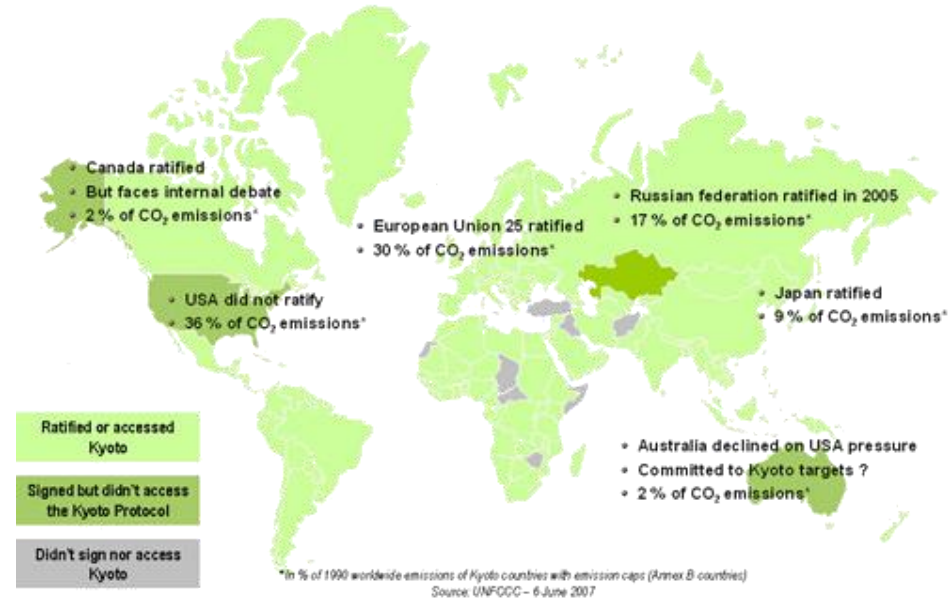 • Canada ratified
• But faces internal debate
• 2 % of CO₂ emissions*
• European Union 25 ratified
• 30 % of CO₂ emissions*
• Russian federation ratified in 2005
• 17 % of CO₂ emissions*
• USA did not ratify
• 36 % of CO₂ emissions*
• Japan ratified
• 9 % of CO₂ emissions*
• Australia declined on USA pressure
• Committed to Kyoto targets ?
• 2 % of CO₂ emissions*
Ratified or accessed
Kyoto
Signed but didn't access
the Kyoto Protocol
Didn't sign nor access
Kyoto
*In % of 1990 worldwide emissions of Kyoto countries with emission caps (Annex B countries)
Source: UNFCCC – 6 June 2007